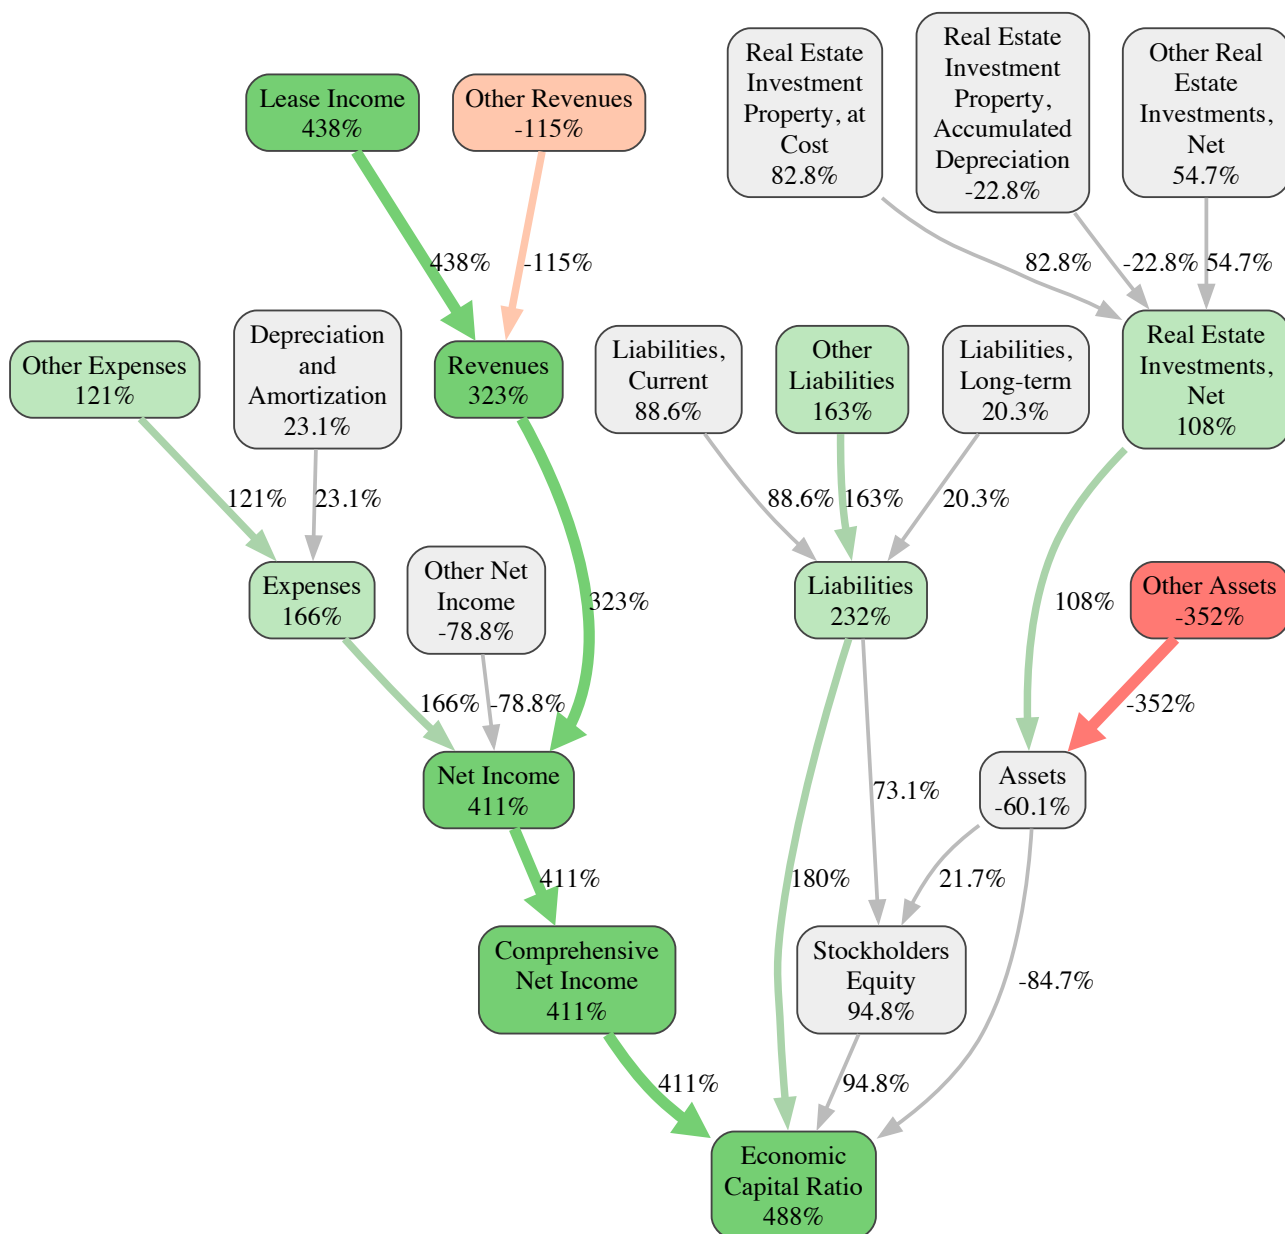 Real Estate
Investment
Property, at
Cost
82.8%
Real Estate
Investment
Property,
Accumulated
Depreciation
-22.8%
Other Real
Estate
Investments,
Net
54.7%
Lease Income
438%
Other Revenues
-115%
438%
-115%
82.8%
-22.8%
54.7%
Other Expenses
121%
Depreciation
and
Amortization
23.1%
Revenues
323%
Liabilities,
Current
88.6%
Other
Liabilities
163%
Liabilities,
Long-term
20.3%
Real Estate
Investments,
Net
108%
121%
23.1%
88.6%
163%
20.3%
Expenses
166%
Other Net
Income
-78.8%
323%
Liabilities
232%
108%
Other Assets
-352%
166%
-78.8%
-352%
Net Income
411%
73.1%
Assets
-60.1%
411%
180%
21.7%
Comprehensive
Net Income
411%
Stockholders
Equity
94.8%
-84.7%
411%
94.8%
Economic
Capital Ratio
488%